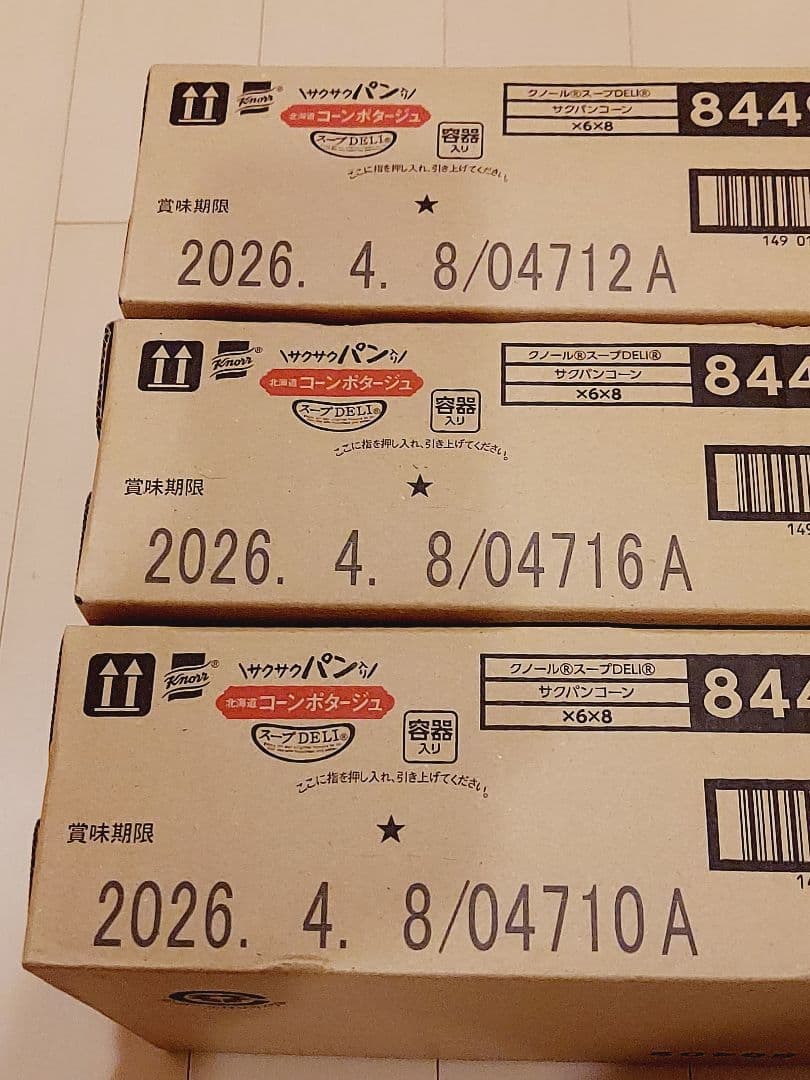 Knorr®
\サクサクパン入り/
北海道コーンポタージュ
スープDELI®
容器
入り
ここに指を押し入れ、引き上げてください。
クノール®スープDELI®
サクパンコーン
×6×8
844
149 01
賞味期限
★
2026. 4. 8/04712A
Knorr®
\サクサクパン入り/
北海道コーンポタージュ
スープDELI®
容器
入り
ここに指を押し入れ、引き上げてください。
クノール®スープDELI®
サクパンコーン
×6×8
844
149
賞味期限
★
2026. 4. 8/04716A
Knorr®
\サクサクパン入り/
北海道コーンポタージュ
スープDELI®
容器
入り
ここに指を押し入れ、引き上げてください。
クノール®スープDELI®
サクパンコーン
×6×8
844
14
賞味期限
★
2026. 4. 8/04710A